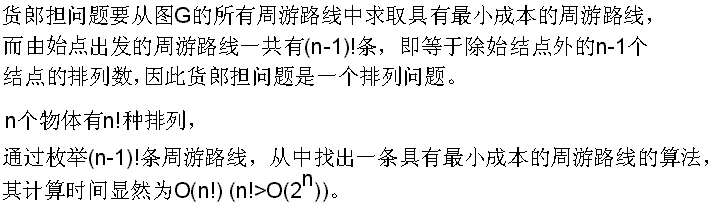 货郎担问题要从图G的所有周游路线中求取具有最小成本的周游路线，
而由始点出发的周游路线一共有(n-1)!条，即等于除始结点外的n-1个
结点的排列数，因此货郎担问题是一个排列问题。
n个物体有n!种排列，
通过枚举(n-1)!条周游路线，从中找出一条具有最小成本的周游路线的算法，
其计算时间显然为O(n!) (n!>O(2ⁿ))。